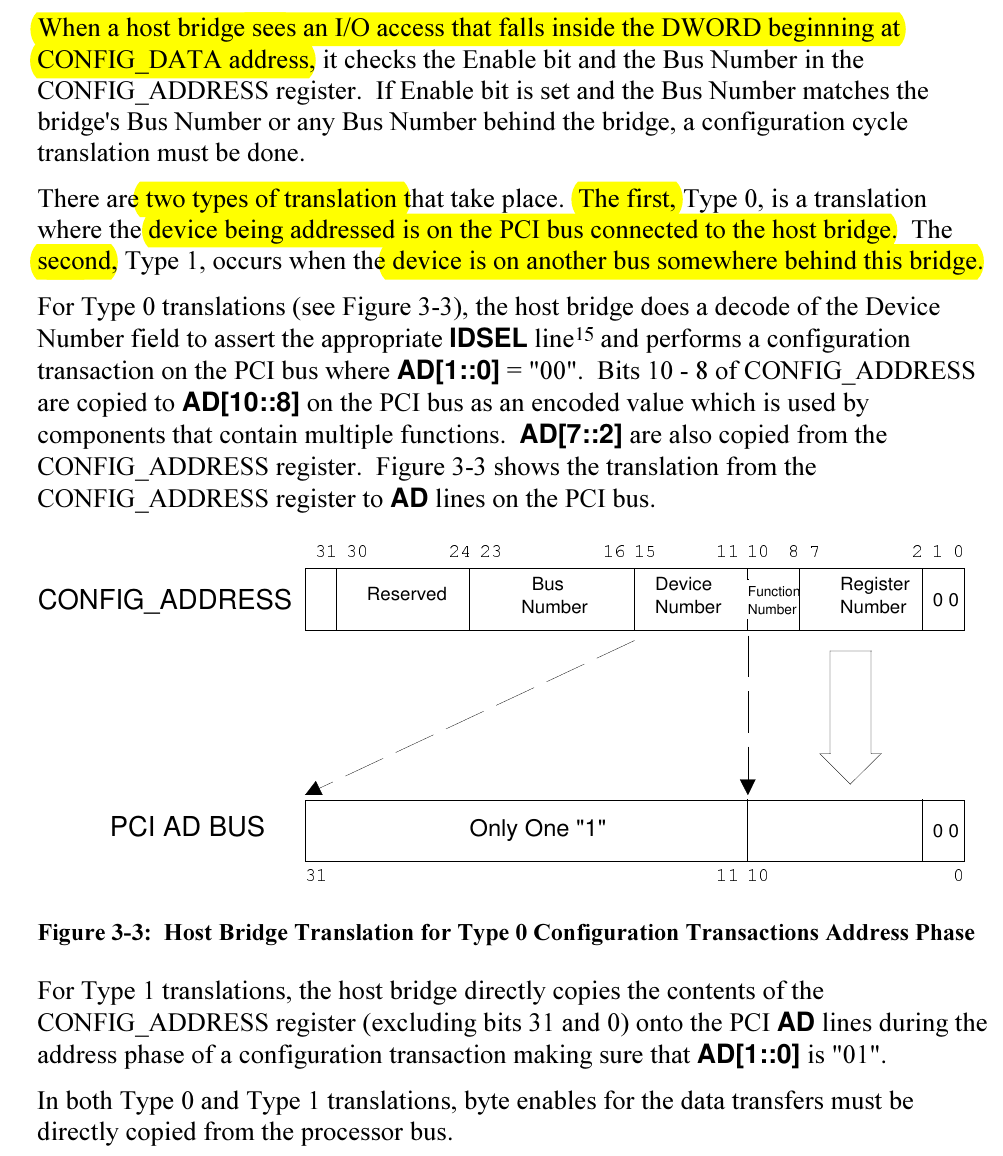 When a host bridge sees an I/O access that falls inside the DWORD beginning at
CONFIG_DATA address, it checks the Enable bit and the Bus Number in the
CONFIG_ADDRESS register.  If Enable bit is set and the Bus Number matches the
bridge's Bus Number or any Bus Number behind the bridge, a configuration cycle
translation must be done.
There are two types of translation that take place.  The first, Type 0, is a translation
where the device being addressed is on the PCI bus connected to the host bridge.  The
second, Type 1, occurs when the device is on another bus somewhere behind this bridge.
For Type 0 translations (see Figure 3-3), the host bridge does a decode of the Device
Number field to assert the appropriate IDSEL line15 and performs a configuration
transaction on the PCI bus where AD[1::0] = "00".  Bits 10 - 8 of CONFIG_ADDRESS
are copied to AD[10::8] on the PCI bus as an encoded value which is used by
components that contain multiple functions.  AD[7::2] are also copied from the
CONFIG_ADDRESS register.  Figure 3-3 shows the translation from the
CONFIG_ADDRESS register to AD lines on the PCI bus.
31 30 24 23 16 15 11 10 8 7 2 1 0
CONFIG_ADDRESS
Reserved
Bus
Number
Device
Number
Function
Number
Register
Number
0 0
PCI AD BUS
Only One "1"
0 0
31 11 10 0
Figure 3-3:  Host Bridge Translation for Type 0 Configuration Transactions Address Phase
For Type 1 translations, the host bridge directly copies the contents of the
CONFIG_ADDRESS register (excluding bits 31 and 0) onto the PCI AD lines during the
address phase of a configuration transaction making sure that AD[1::0] is "01".
In both Type 0 and Type 1 translations, byte enables for the data transfers must be
directly copied from the processor bus.